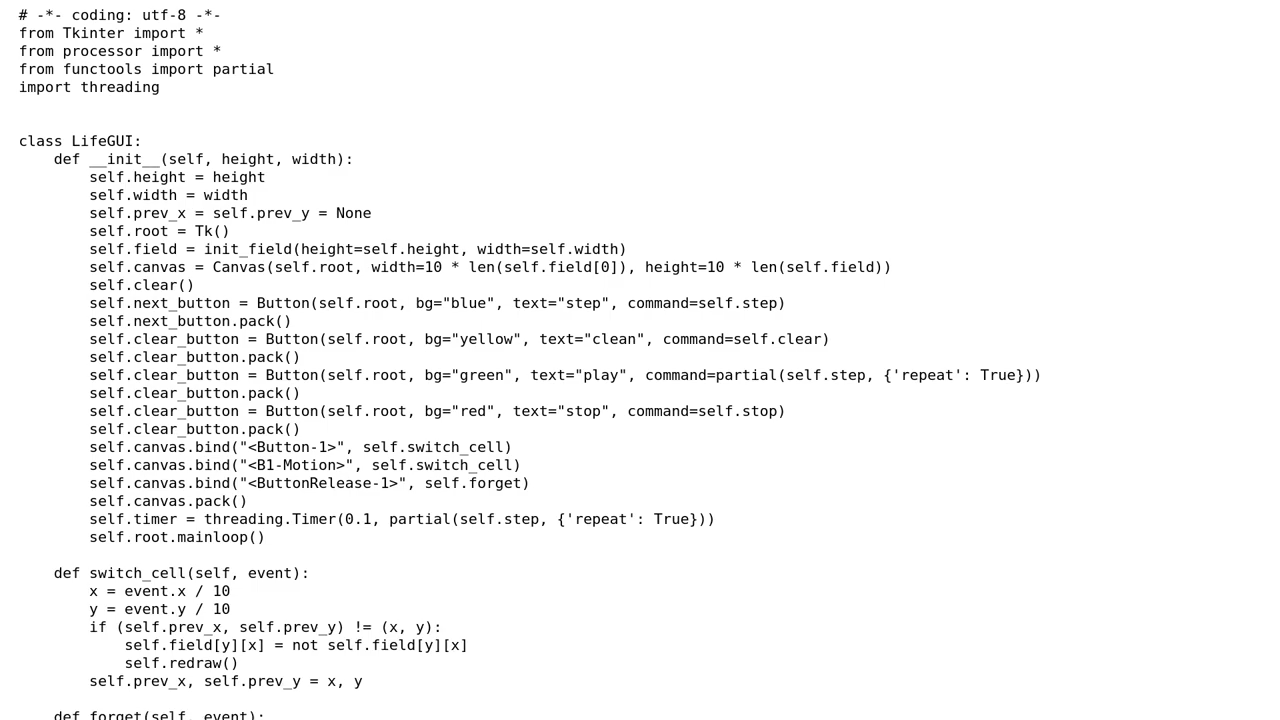 # -*- coding: utf-8 -*-
from Tkinter import *
from processor import *
from functools import partial
import threading


class LifeGUI:
    def __init__(self, height, width):
        self.height = height
        self.width = width
        self.prev_x = self.prev_y = None
        self.root = Tk()
        self.field = init_field(height=self.height, width=self.width)
        self.canvas = Canvas(self.root, width=10 * len(self.field[0]), height=10 * len(self.field))
        self.clear()
        self.next_button = Button(self.root, bg="blue", text="step", command=self.step)
        self.next_button.pack()
        self.clear_button = Button(self.root, bg="yellow", text="clean", command=self.clear)
        self.clear_button.pack()
        self.clear_button = Button(self.root, bg="green", text="play", command=partial(self.step, {'repeat': True}))
        self.clear_button.pack()
        self.clear_button = Button(self.root, bg="red", text="stop", command=self.stop)
        self.clear_button.pack()
        self.canvas.bind("<Button-1>", self.switch_cell)
        self.canvas.bind("<B1-Motion>", self.switch_cell)
        self.canvas.bind("<ButtonRelease-1>", self.forget)
        self.canvas.pack()
        self.timer = threading.Timer(0.1, partial(self.step, {'repeat': True}))
        self.root.mainloop()

    def switch_cell(self, event):
        x = event.x / 10
        y = event.y / 10
        if (self.prev_x, self.prev_y) != (x, y):
            self.field[y][x] = not self.field[y][x]
            self.redraw()
        self.prev_x, self.prev_y = x, y

    def forget(self, event):